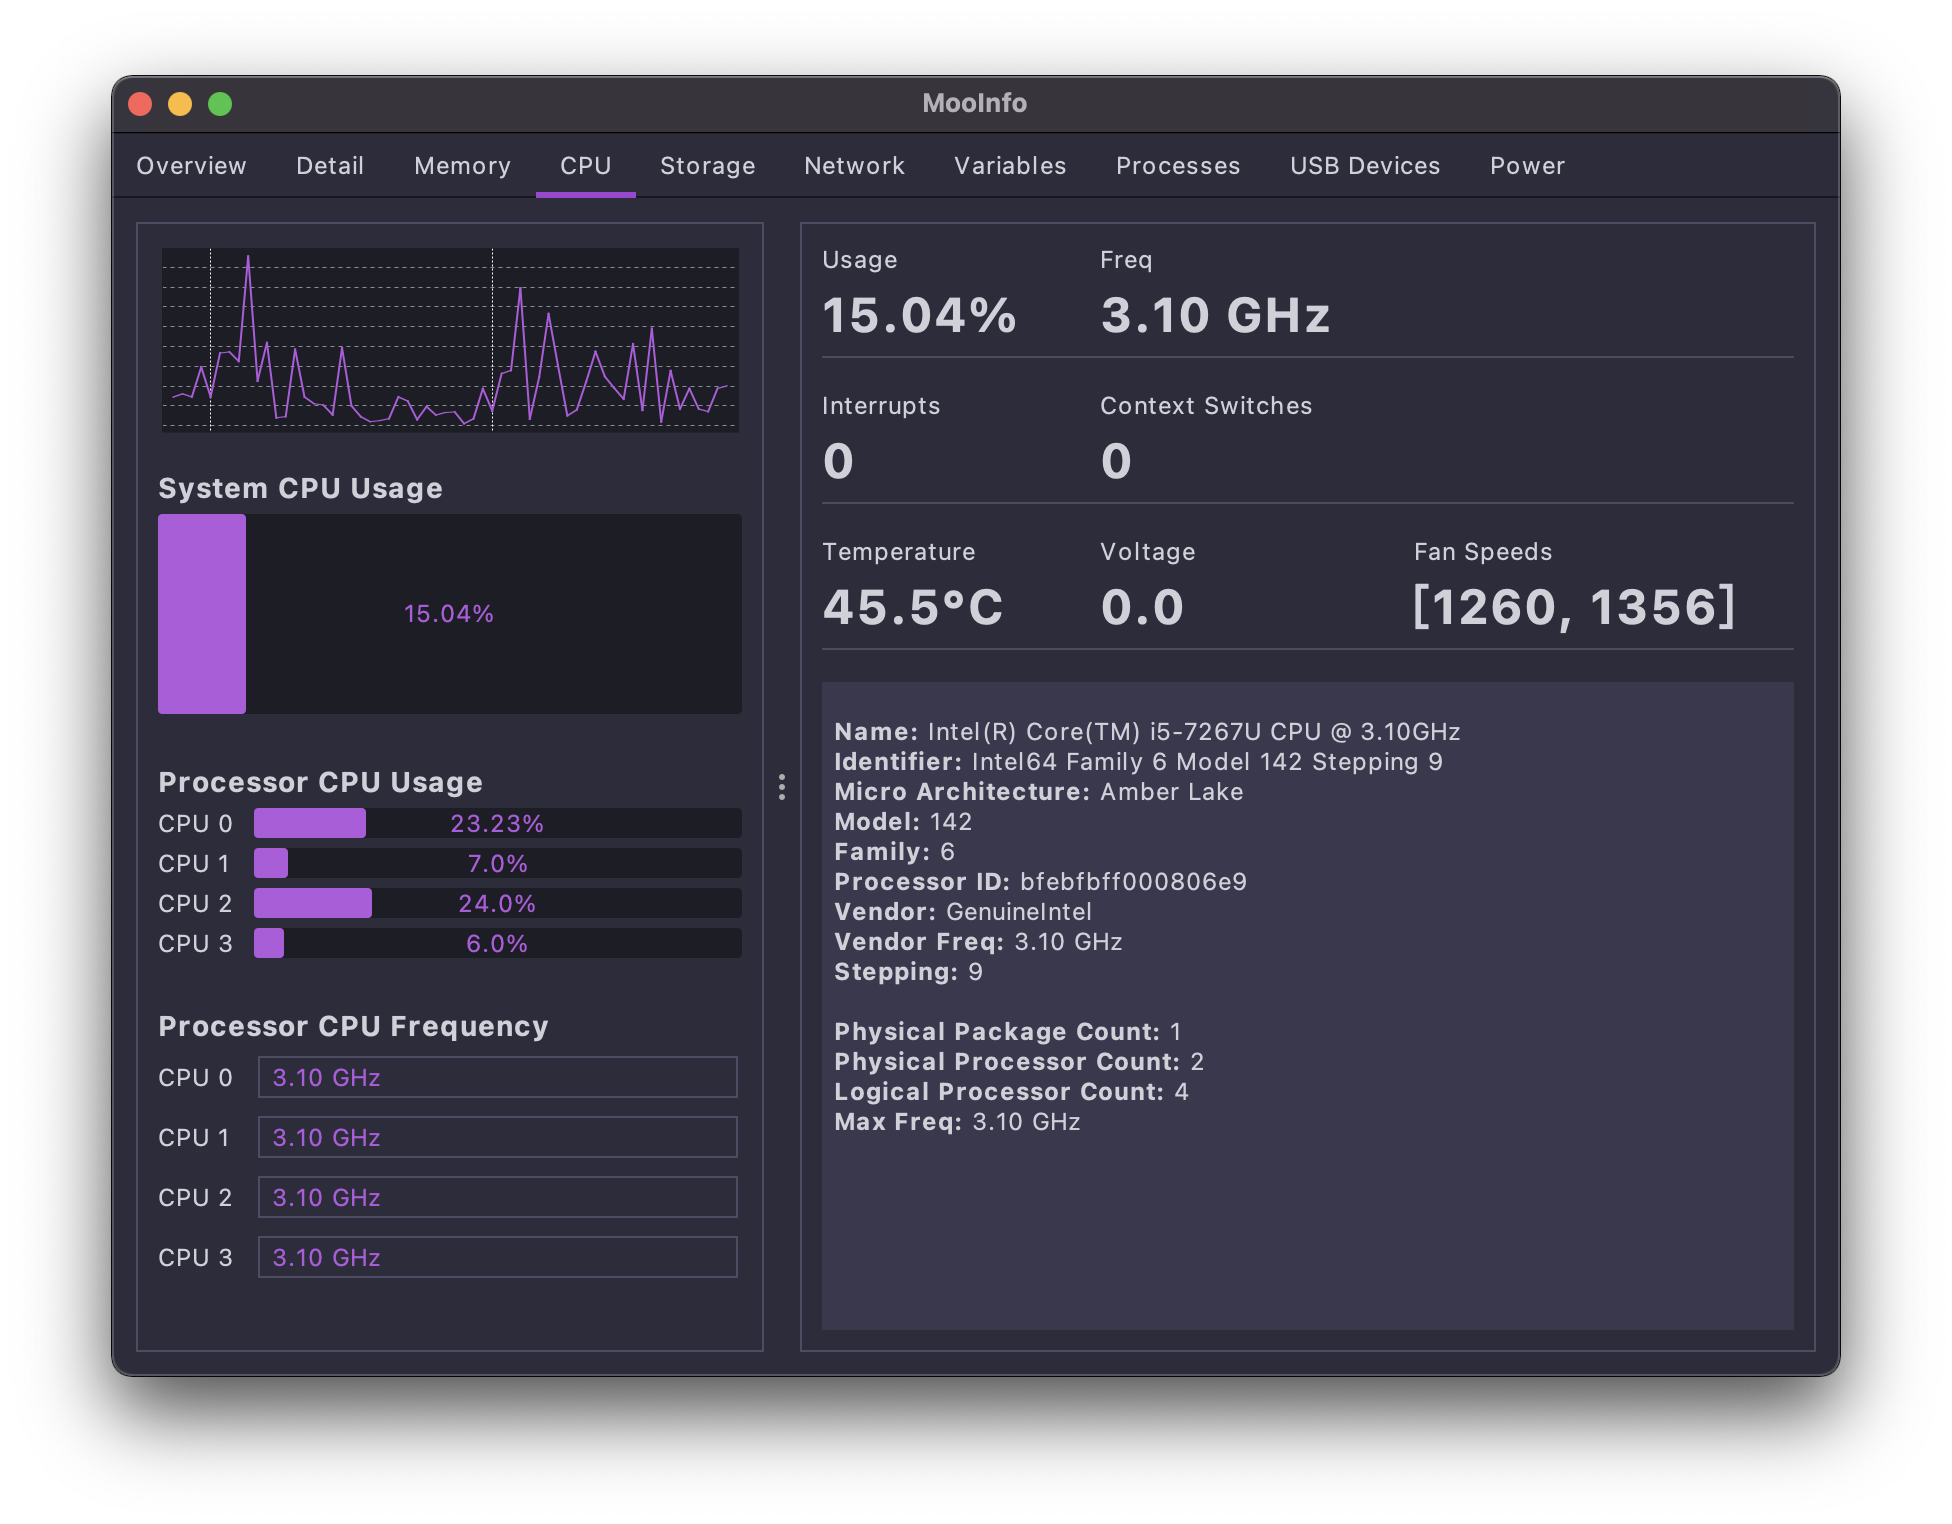 MooInfo
Overview Detail Memory CPU Storage Network Variables Processes USB Devices Power
System CPU Usage
15.04%
Processor CPU Usage
CPU 0 23.23%
CPU 1 7.0%
CPU 2 24.0%
CPU 3 6.0%
Processor CPU Frequency
CPU 0 3.10 GHz
CPU 1 3.10 GHz
CPU 2 3.10 GHz
CPU 3 3.10 GHz
Usage Freq
15.04% 3.10 GHz
Interrupts Context Switches
0 0
Temperature Voltage Fan Speeds
45.5°C 0.0 [1260, 1356]
Name: Intel(R) Core(TM) i5-7267U CPU @ 3.10GHz
Identifier: Intel64 Family 6 Model 142 Stepping 9
Micro Architecture: Amber Lake
Model: 142
Family: 6
Processor ID: bfebfbff000806e9
Vendor: GenuineIntel
Vendor Freq: 3.10 GHz
Stepping: 9
Physical Package Count: 1
Physical Processor Count: 2
Logical Processor Count: 4
Max Freq: 3.10 GHz